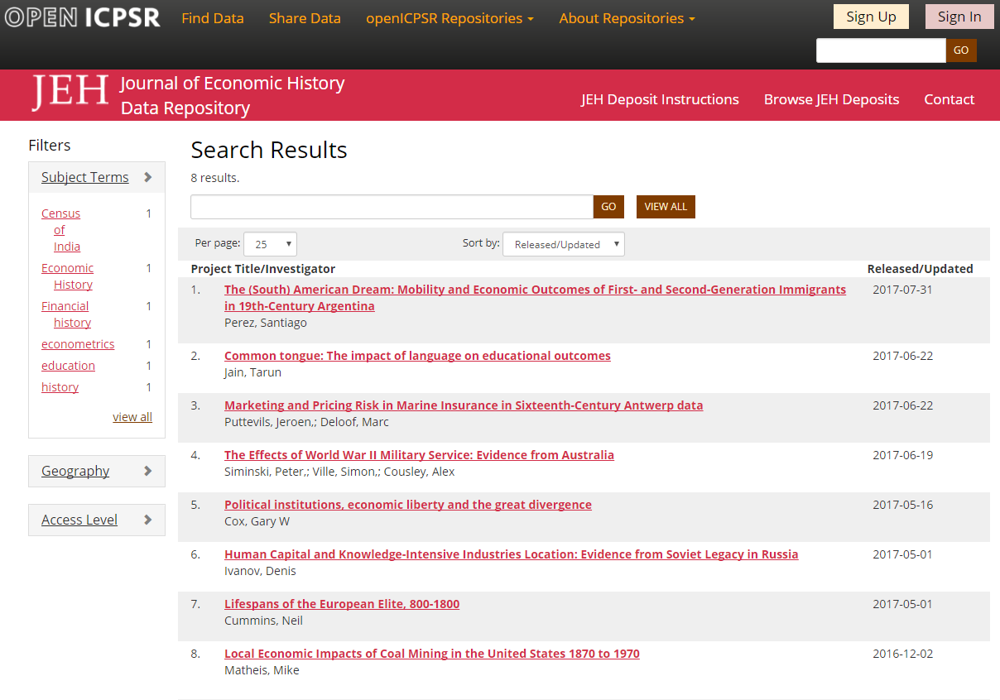 OPEN ICPSR Find Data Share Data openICPSR Repositories About Repositories Sign Up Sign In
GO
JEH Journal of Economic History
Data Repository
JEH Deposit Instructions Browse JEH Deposits Contact
Filters
Subject Terms
Census of India 1
Economic History 1
Financial history 1
econometrics 1
education 1
history 1
view all
Geography
Access Level
Search Results
8 results.
GO VIEW ALL
Per page: 25 Sort by: Released/Updated
Project Title/Investigator Released/Updated
1. The (South) American Dream: Mobility and Economic Outcomes of First- and Second-Generation Immigrants 2017-07-31
in 19th-Century Argentina
Perez, Santiago
2. Common tongue: The impact of language on educational outcomes 2017-06-22
Jain, Tarun
3. Marketing and Pricing Risk in Marine Insurance in Sixteenth-Century Antwerp data 2017-06-22
Puttevils, Jeroen,; Deloof, Marc
4. The Effects of World War II Military Service: Evidence from Australia 2017-06-19
Siminski, Peter,; Ville, Simon,; Cousley, Alex
5. Political institutions, economic liberty and the great divergence 2017-05-16
Cox, Gary W
6. Human Capital and Knowledge-Intensive Industries Location: Evidence from Soviet Legacy in Russia 2017-05-01
Ivanov, Denis
7. Lifespans of the European Elite, 800-1800 2017-05-01
Cummins, Neil
8. Local Economic Impacts of Coal Mining in the United States 1870 to 1970 2016-12-02
Matheis, Mike